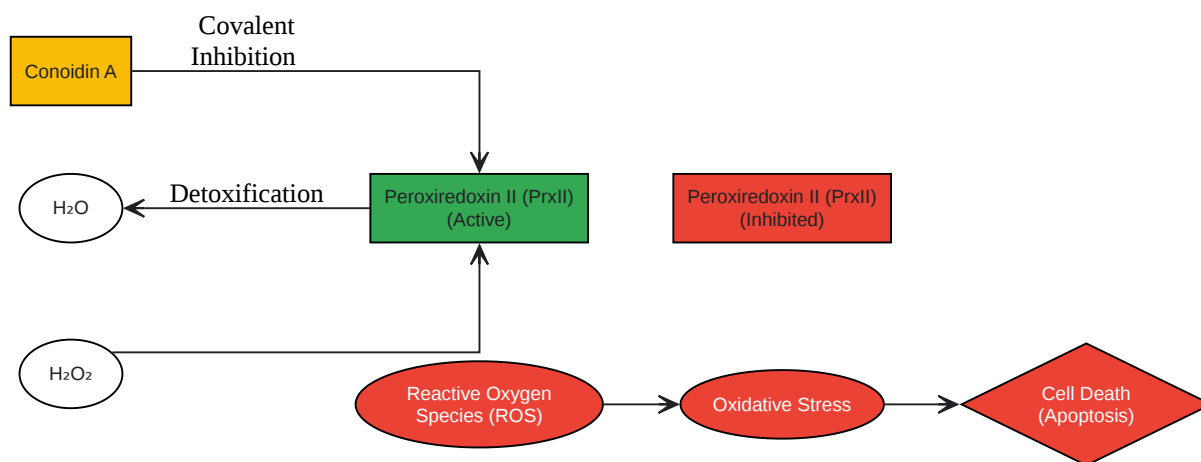 Covalent
Inhibition
Conoidin A
H₂O
Detoxification
Peroxiredoxin II (PrxII)
(Active)
Peroxiredoxin II (PrxII)
(Inhibited)
H₂O₂
Reactive Oxygen
Species (ROS)
Oxidative Stress
Cell Death
(Apoptosis)